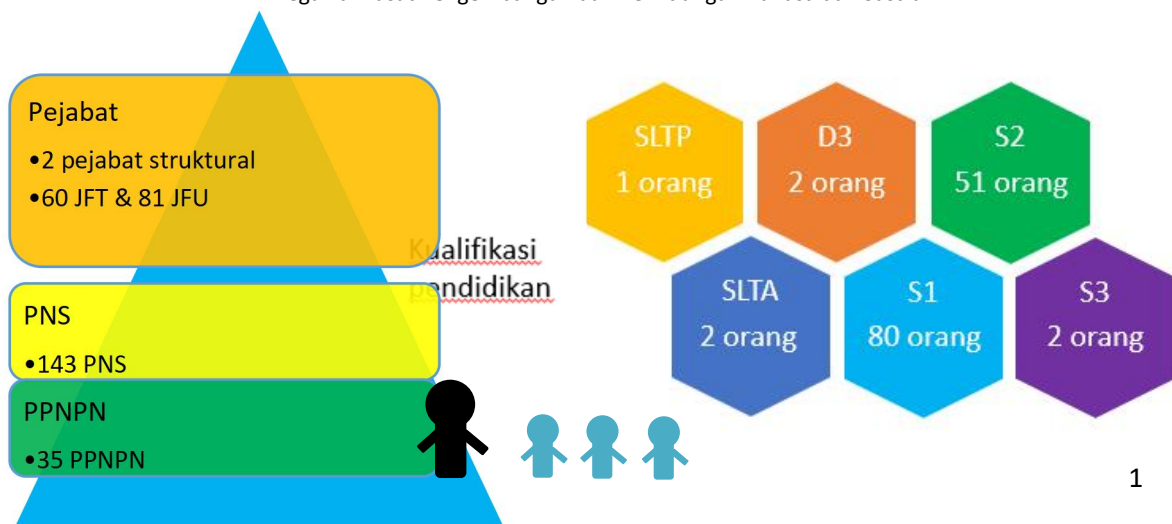 Pejabat
•2 pejabat struktural
•60 JFT & 81 JFU
PNS
•143 PNS
PPNPN
•35 PPNPN
Kualifikasi
pendidikan
SLTP
1 orang
D3
2 orang
S2
51 orang
SLTA
2 orang
S1
80 orang
S3
2 orang
1